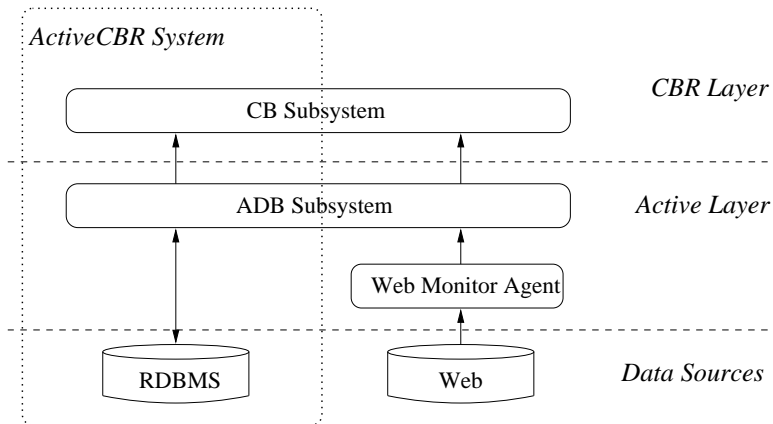 ActiveCBR System
CBR Layer
CB Subsystem
ADB Subsystem
Active Layer
Web Monitor Agent
RDBMS
Web
Data Sources